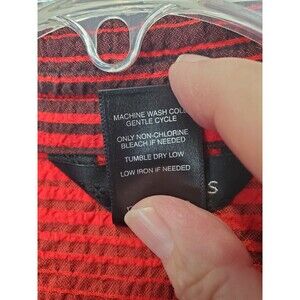 MACHINE WASH COLD
GENTLE CYCLE
ONLY NON-CHLORINE
BLEACH IF NEEDED
TUMBLE DRY LOW
LOW IRON IF NEEDED
S